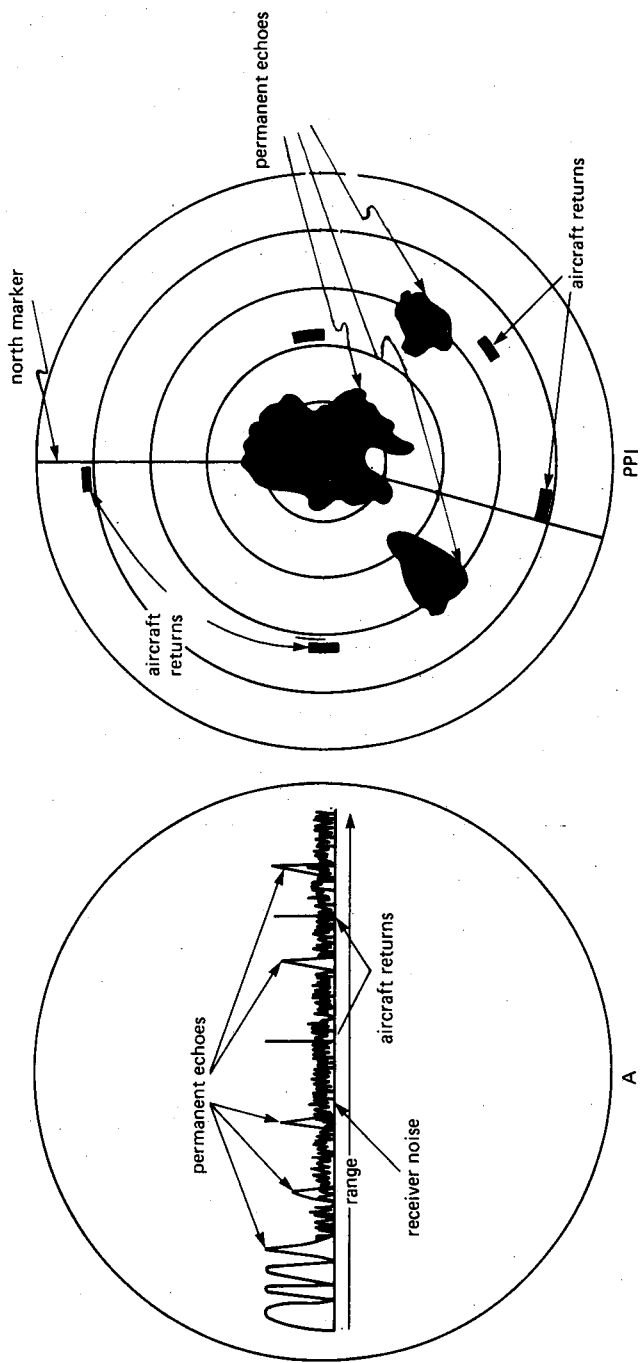 permanent echoes
range
receiver noise
aircraft returns
A
north marker
permanent echoes
aircraft
returns
aircraft returns
PPI